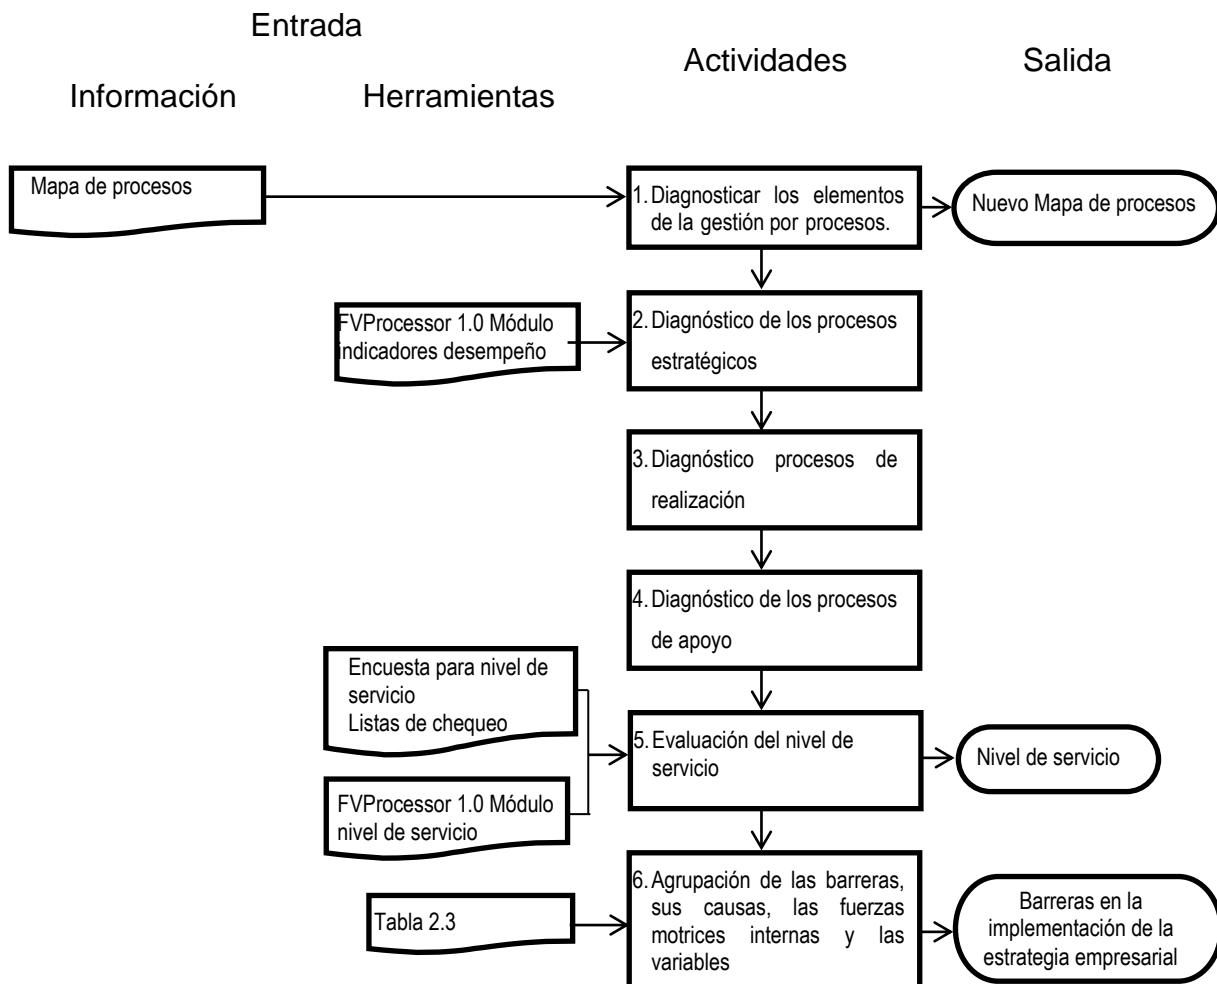 Entrada
Actividades
Salida
Información
Herramientas
Mapa de procesos
1. Diagnosticar los elementos
de la gestión por procesos.
Nuevo Mapa de procesos
FVProcessor 1.0 Módulo
indicadores desempeño
2. Diagnóstico de los procesos
estratégicos
3. Diagnóstico procesos de
realización
4. Diagnóstico de los procesos
de apoyo
Encuesta para nivel de
servicio
Listas de chequeo
5. Evaluación del nivel de
servicio
Nivel de servicio
FVProcessor 1.0 Módulo
nivel de servicio
Tabla 2.3
6. Agrupación de las barreras,
sus causas, las fuerzas
motrices internas y las
variables
Barreras en la
implementación de la
estrategia empresarial